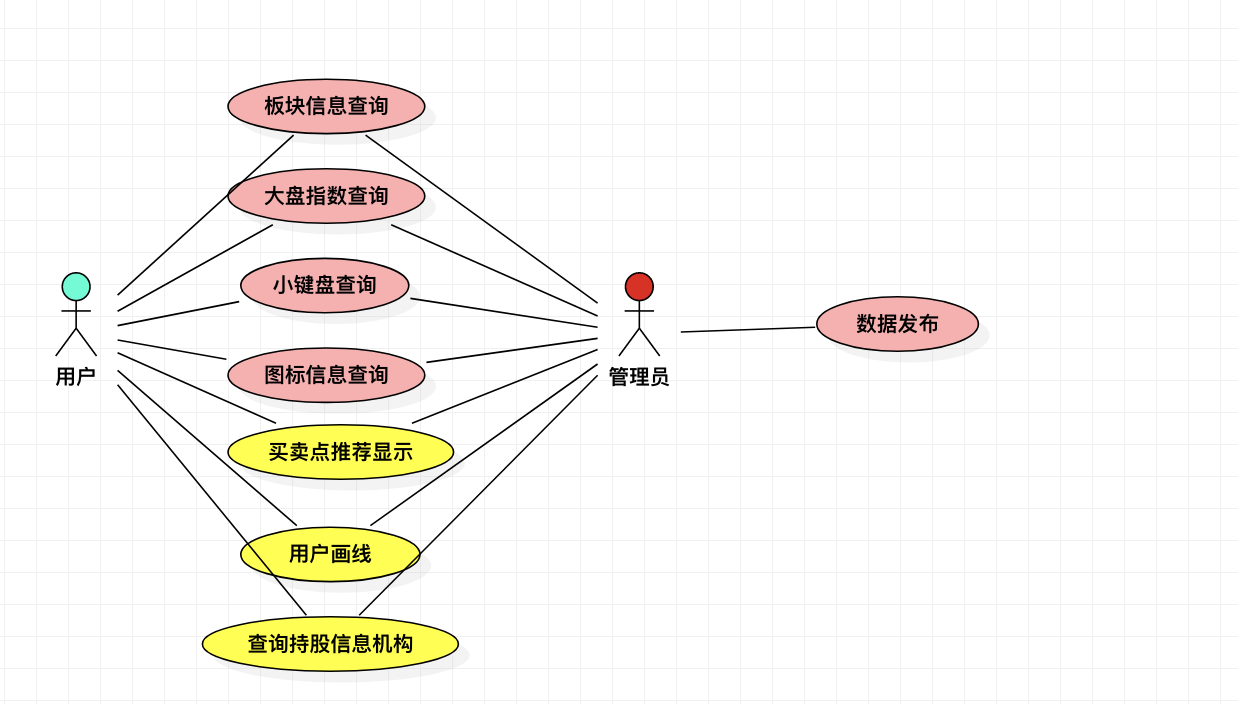 板块信息查询
大盘指数查询
小键盘查询
数据发布
用户
图标信息查询
管理员
买卖点推荐显示
用户画线
查询持股信息机构